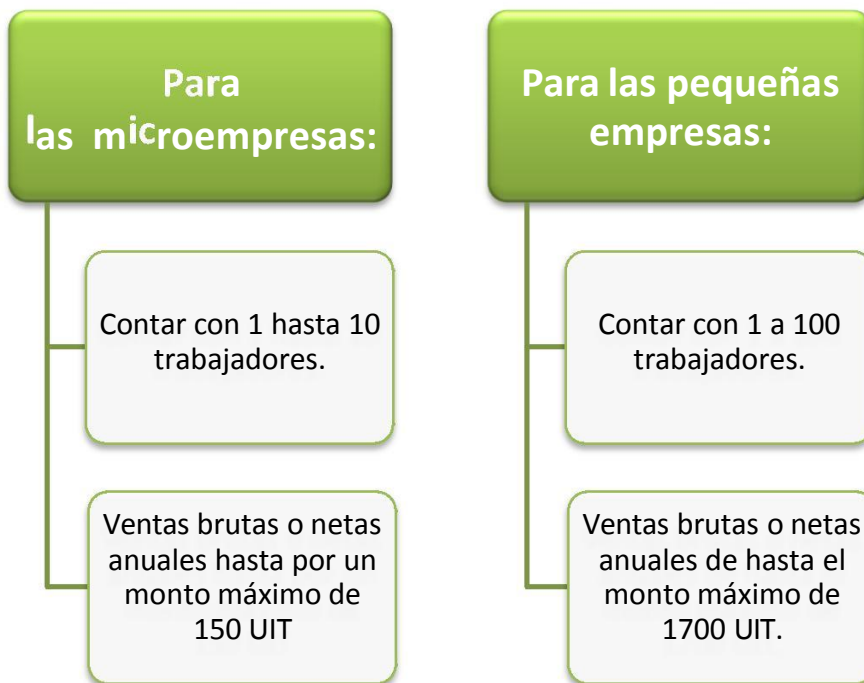 Para
las microempresas:
Contar con 1 hasta 10
trabajadores.
Ventas brutas o netas
anuales hasta por un
monto máximo de
150 UIT
Para las pequeñas
empresas:
Contar con 1 a 100
trabajadores.
Ventas brutas o netas
anuales de hasta el
monto máximo de
1700 UIT.